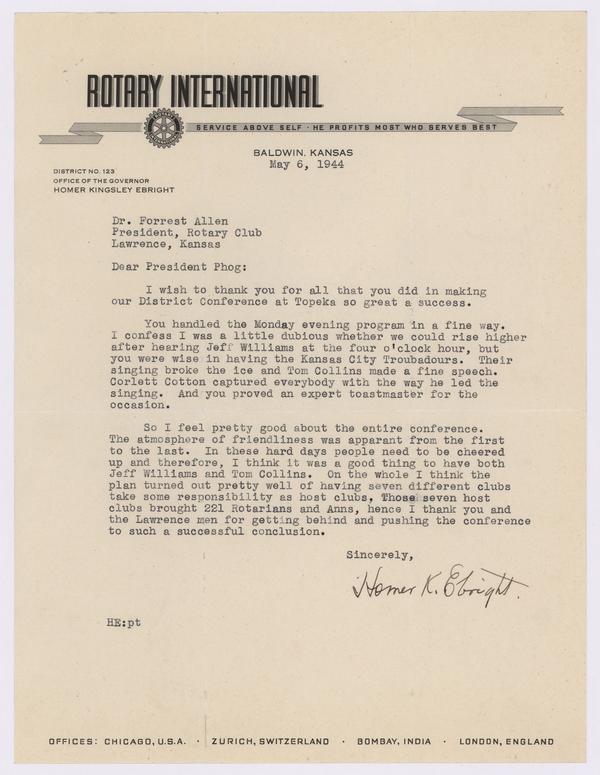 ROTARY INTERNATIONAL
SERVICE ABOVE SELF · HE PROFITS MOST WHO SERVES BEST
BALDWIN, KANSAS
May 6, 1944
DISTRICT NO. 123
OFFICE OF THE GOVERNOR
HOMER KINGSLEY EBRIGHT
Dr. Forrest Allen
President, Rotary Club
Lawrence, Kansas
Dear President Phog:
I wish to thank you for all that you did in making
our District Conference at Topeka so great a success.
You handled the Monday evening program in a fine way.
I confess I was a little dubious whether we could rise higher
after hearing Jeff Williams at the four o'clock hour, but
you were wise in having the Kansas City Troubadours. Their
singing broke the ice and Tom Collins made a fine speech.
Corlett Cotton captured everybody with the way he led the
singing. And you proved an expert toastmaster for the
occasion.
So I feel pretty good about the entire conference.
The atmosphere of friendliness was apparant from the first
to the last. In these hard days people need to be cheered
up and therefore, I think it was a good thing to have both
Jeff Williams and Tom Collins. On the whole I think the
plan turned out pretty well of having seven different clubs
take some responsibility as host clubs. Those seven host
clubs brought 221 Rotarians and Anns, hence I thank you and
the Lawrence men for getting behind and pushing the conference
to such a successful conclusion.
Sincerely,
Homer K. Ebright.
HE:pt
OFFICES: CHICAGO, U.S.A. · ZURICH, SWITZERLAND · BOMBAY, INDIA · LONDON, ENGLAND